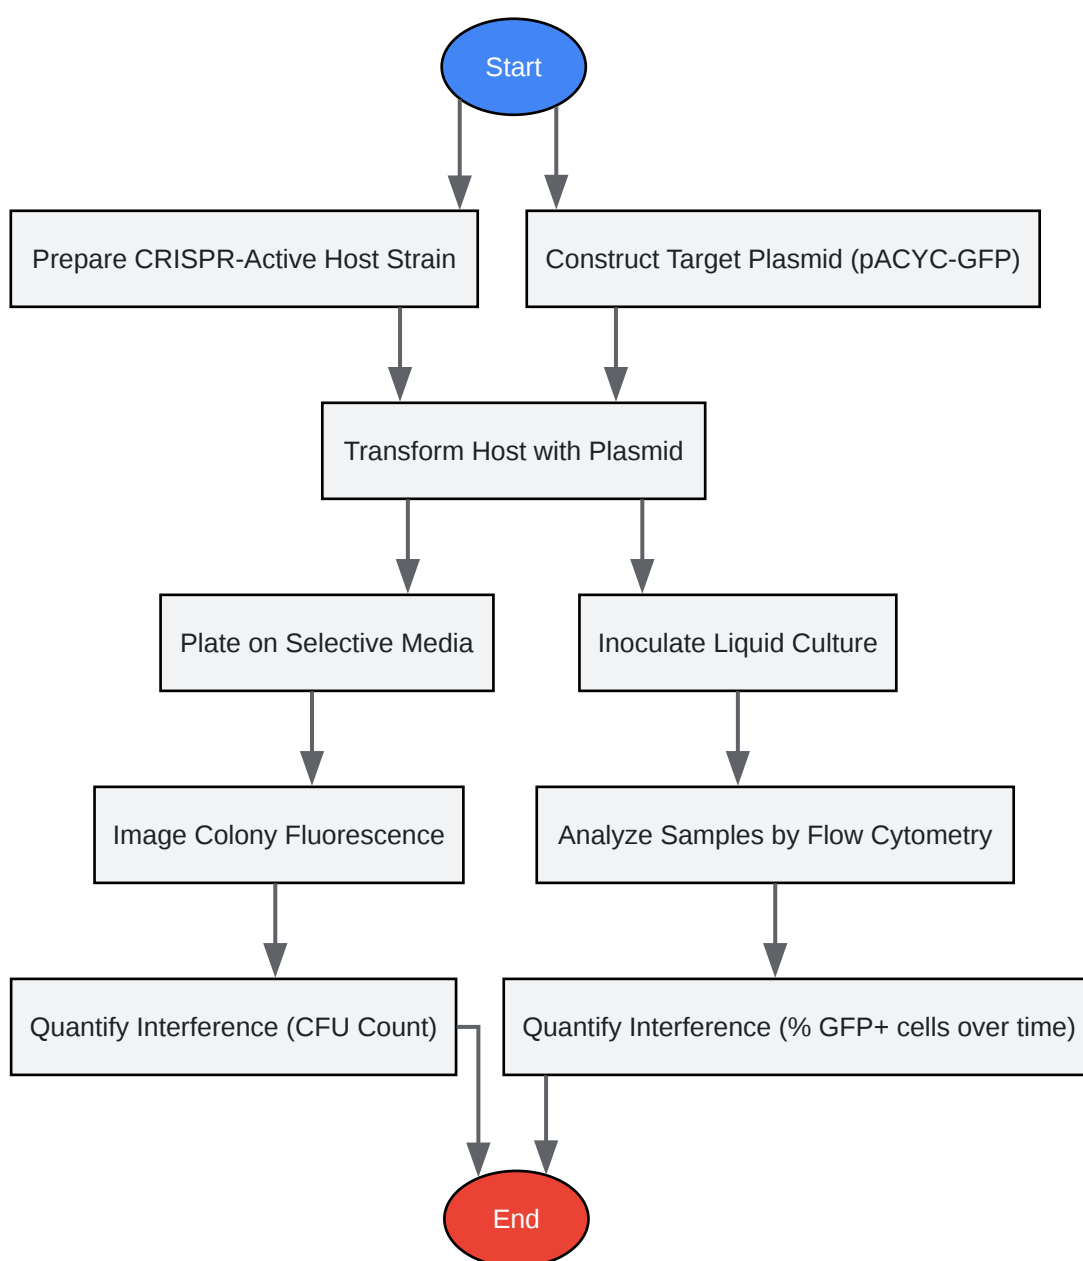 Start
Prepare CRISPR-Active Host Strain
Construct Target Plasmid (pACYC-GFP)
Transform Host with Plasmid
Plate on Selective Media
Inoculate Liquid Culture
Image Colony Fluorescence
Analyze Samples by Flow Cytometry
Quantify Interference (CFU Count)
Quantify Interference (% GFP+ cells over time)
End